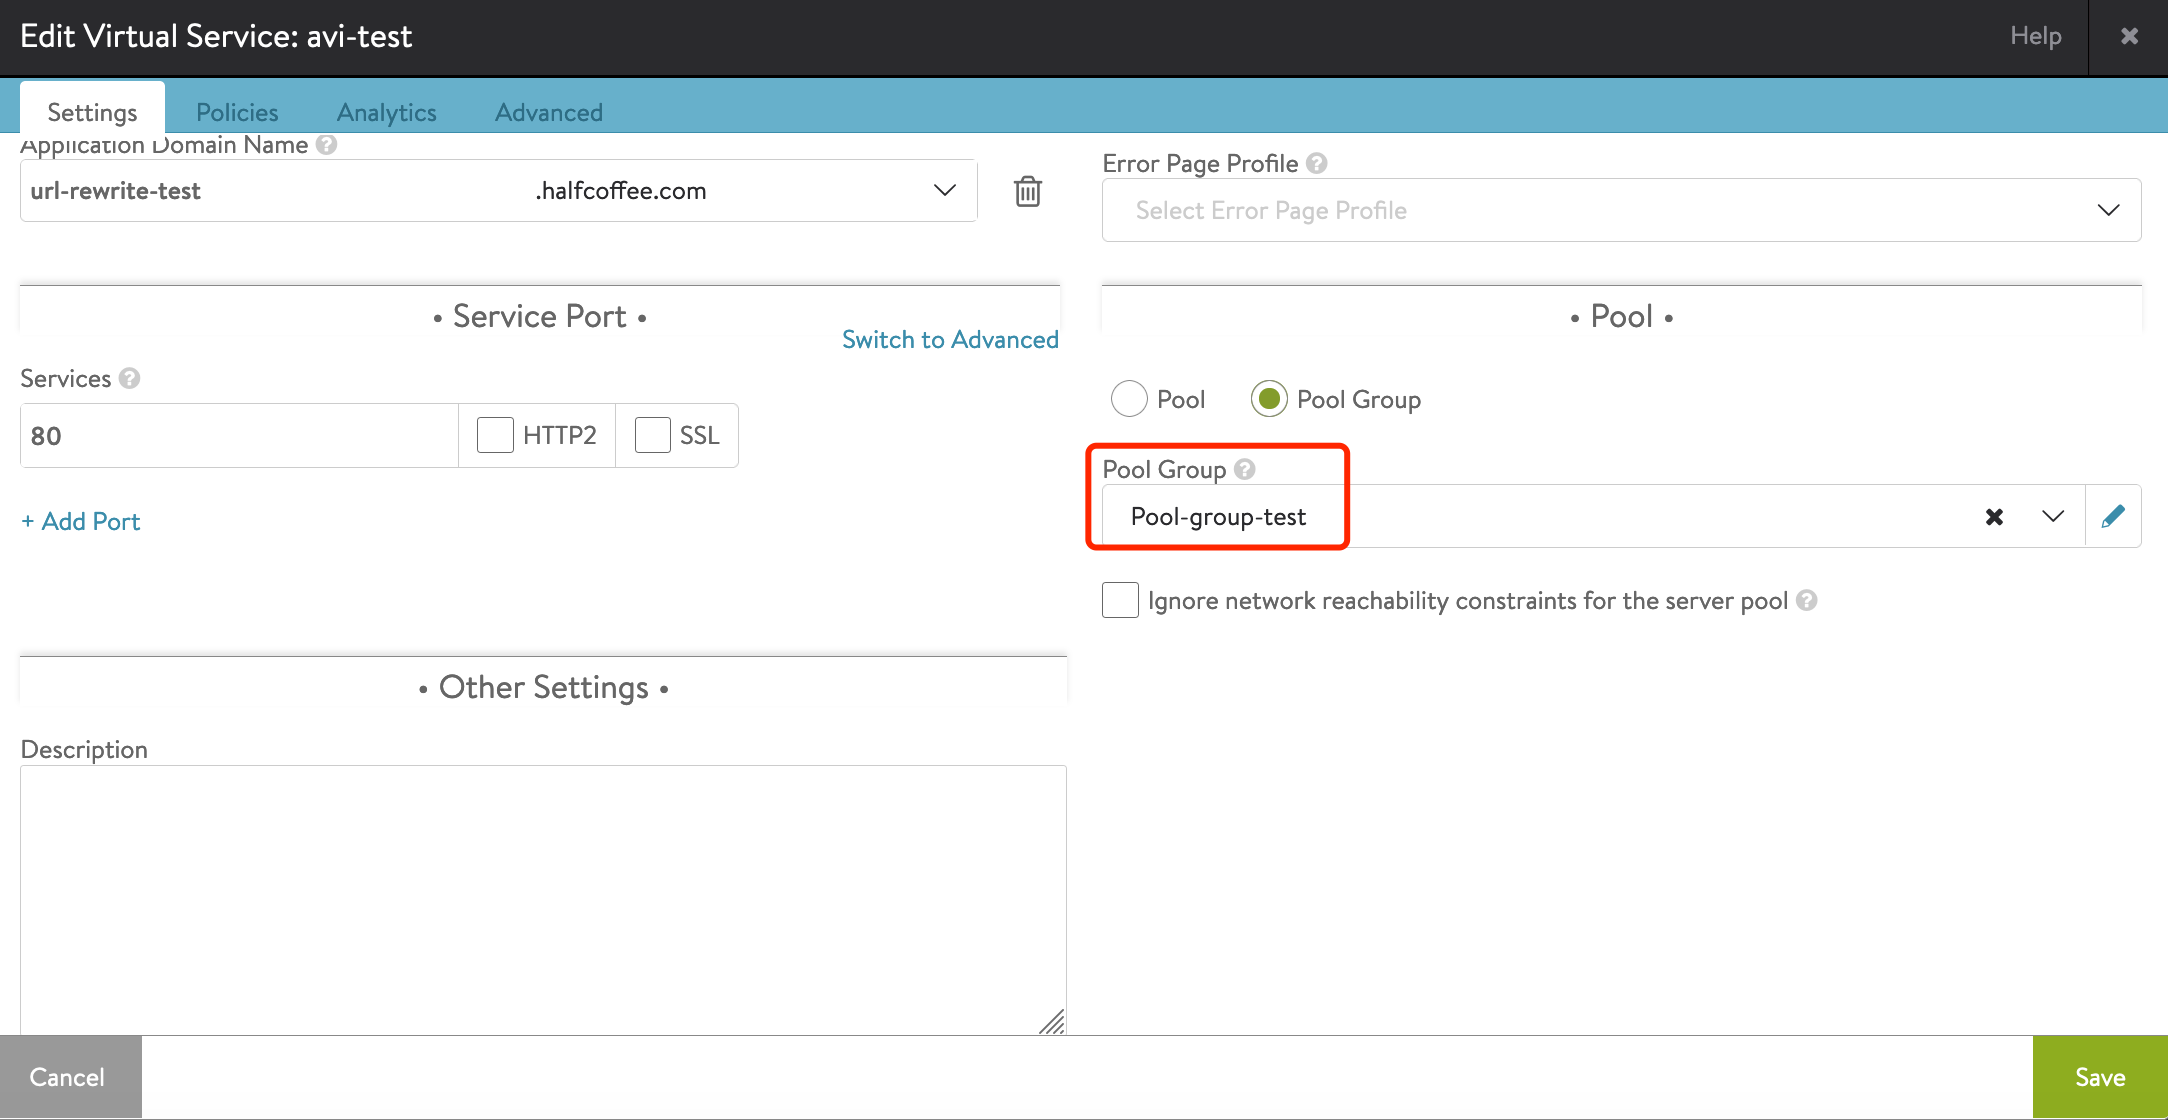 Edit Virtual Service: avi-test
Help
Settings
Policies
Analytics
Advanced
Application Domain Name
url-rewrite-test
.halfcoffee.com
Error Page Profile
Select Error Page Profile
• Service Port •
Switch to Advanced
Services
80
HTTP2
SSL
+ Add Port
• Pool •
Pool
Pool Group
Pool Group
Pool-group-test
Ignore network reachability constraints for the server pool
• Other Settings •
Description
Cancel
Save